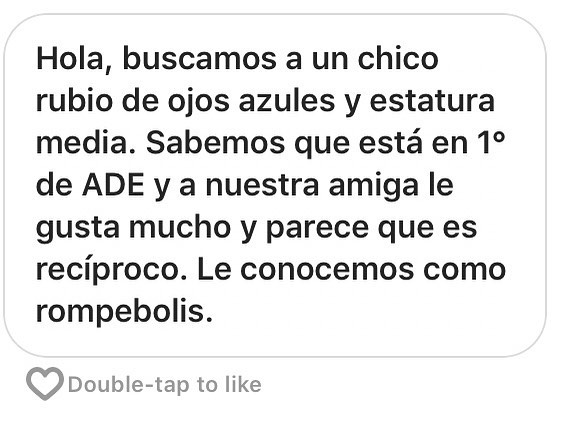 Hola, buscamos a un chico
rubio de ojos azules y estatura
media. Sabemos que está en 1º
de ADE y a nuestra amiga le
gusta mucho y parece que es
recíproco. Le conocemos como
rompebolis.
Double-tap to like